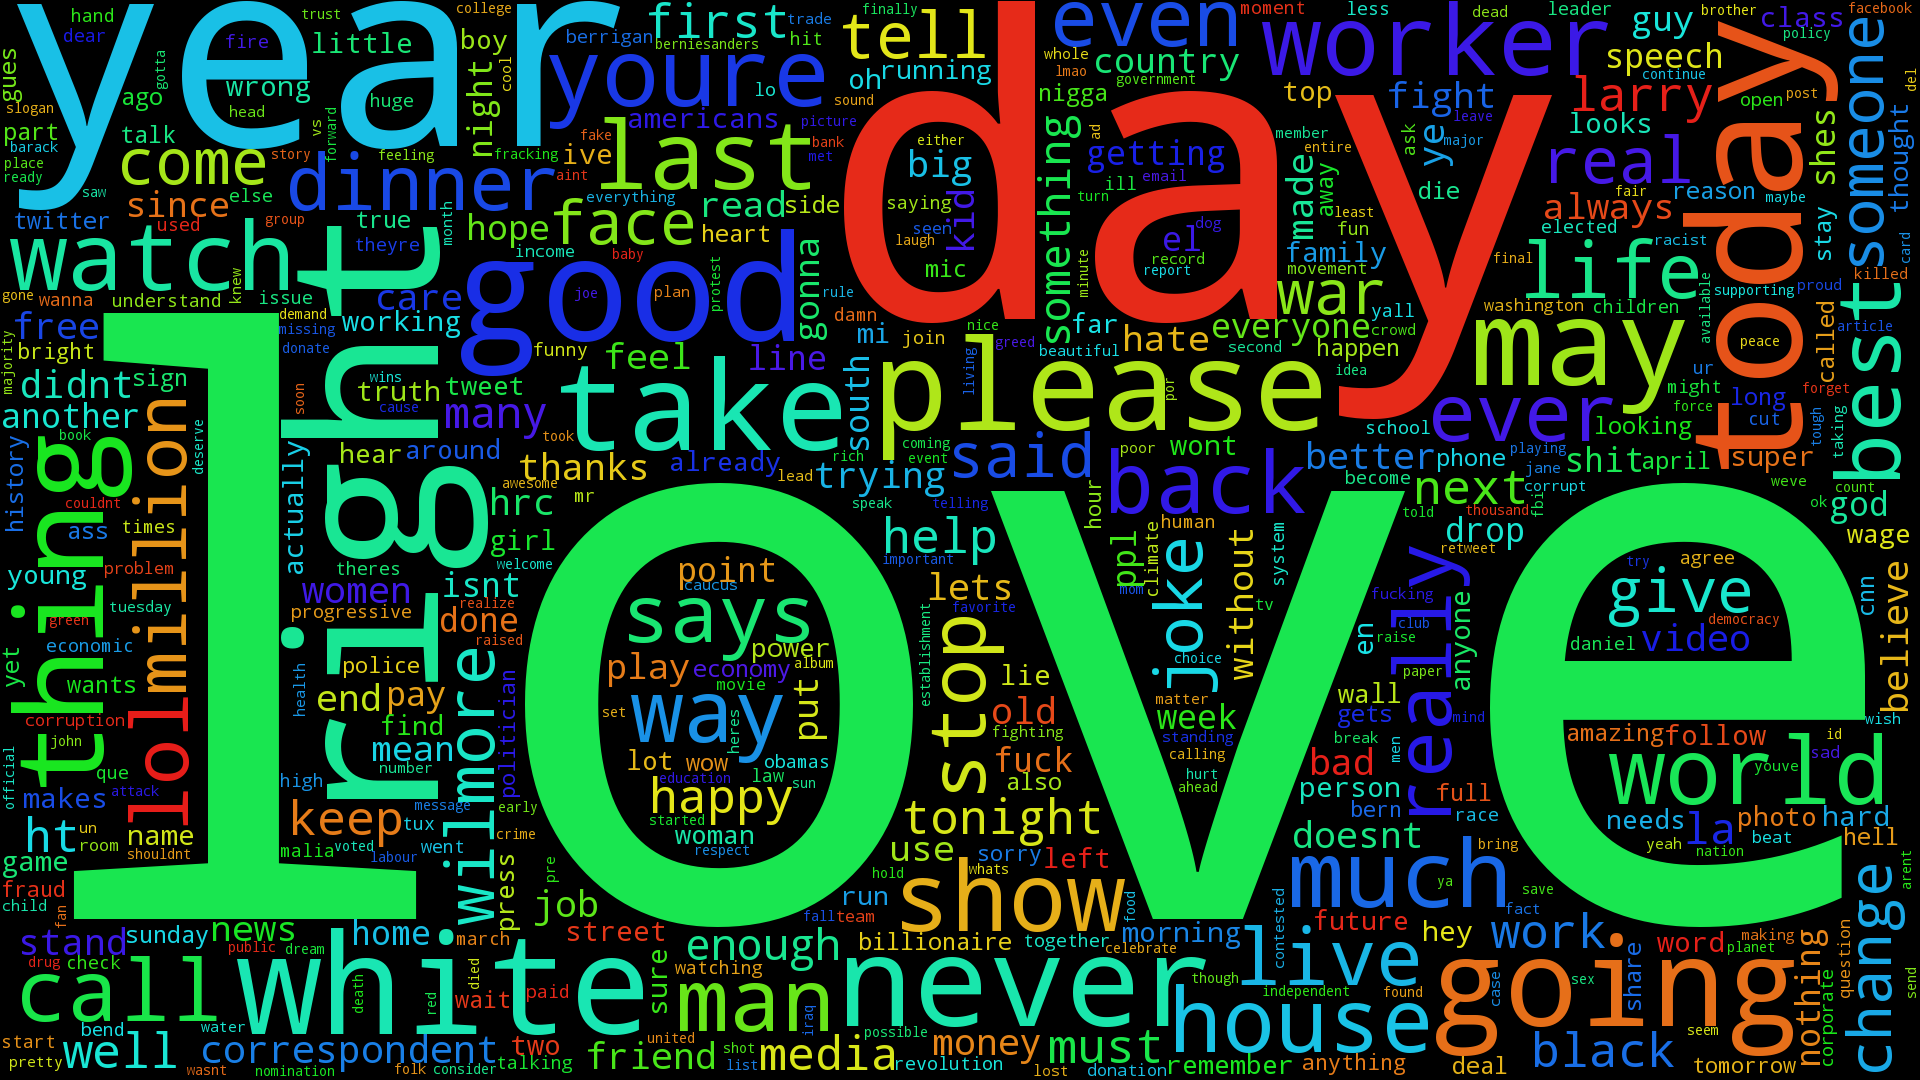 love
day
year
right
good
today
white
never
going
please
take
house
may
worker
youre
thing
last
watch
back
much
show
man
call
best
someone
life
real
ever
even
tell
first
dinner
come
face
million
lol
wilmore
way
says
stop
joke
really
world
give
change
black
work
live
must
media
friend
well
correspondent
keep
happy
tonight
help
said
next
better
war
something
everyone
always
larry
speech
guy
class
country
fight
believe
video
bad
doesnt
person
without
trying
thanks
many
feel
care
free
didnt
another
hope
read
since
little
night
boy
americans
big
kid
getting
hate
family
made
top
running
oh
nigga
ye
die
looks
shes
stay
thought
reason
called
super
god
wage
shit
april
looking
long
might
phone
drop
ppl
wont
hour
south
line
gonna
mic
el
join
far
happen
mi
already
around
hear
truth
tweet
working
hrc
girl
isnt
women
done
actually
history
young
ass
yet
wants
makes
ht
name
game
end
pay
find
mean
police
politician
progressive
point
power
play
economy
put
lot
wow
woman
law
obamas
lets
lie
old
fuck
also
week
use
left
sorry
run
job
press
enough
street
sure
home
news
stand
sunday
two
wait
money
billionaire
morning
remember
anything
revolution
donation
future
hey
word
share
nothing
tomorrow
deal
corporate
question
amazing
follow
photo
hard
la
needs
hell
cnn
anyone
en
wall
gets
full
race
bern
hand
dear
trust
fire
wrong
huge
ago
talk
part
gues
slogan
barack
place
ready
saw
story
head
gotta
vs
forward
feeling
college
cool
berrigan
berniesanders
hit
trade
finally
fake
fracking
ive
aint
everything
lo
sound
picture
bank
met
either
moment
whole
lmao
government
less
dead
leader
member
entire
ask
ad
email
turn
ill
away
least
fun
major
leave
continue
brother
policy
facebook
open
post
del
fair
maybe
elected
racist
twitter
used
else
true
theyre
group
month
side
heart
income
baby
saying
seen
laugh
record
report
dog
movement
minute
final
washington
children
supporting
available
peace
proud
killed
card
article
gone
wanna
understand
knew
issue
demand
missing
donate
majority
bright
sign
funny
joe
plan
protest
rule
damn
nice
greed
beautiful
living
second
crowd
yall
idea
por
ur
cut
force
forget
tough
taking
school
playing
jane
corrupt
fbi
become
told
thousand
retweet
weve
count
ok
wins
cause
soon
book
couldnt
deserve
times
problem
tuesday
green
economic
theres
took
awesome
mr
welcome
realize
raised
lead
rich
coming
event
speak
telling
important
poor
human
climate
system
mom
tv
favorite
establishment
caucus
album
movie
set
heres
education
sun
started
respect
fighting
standing
matter
choice
calling
hurt
ahead
fucking
club
raise
paper
break
men
mind
try
agree
daniel
democracy
wish
id
sad
youve
beat
yeah
nation
arent
corruption
john
que
attack
official
un
room
shouldnt
high
health
number
message
tux
went
malia
voted
labour
early
crime
pre
fraud
child
fan
public
dream
drug
check
march
died
red
death
paid
watching
hold
whats
fall
team
food
together
celebrate
though
independent
contested
bring
ya
save
fact
case
found
sex
making
planet
seem
send
start
bend
water
pretty
wasnt
nomination
folk
consider
talking
united
shot
list
iraq
possible
lost